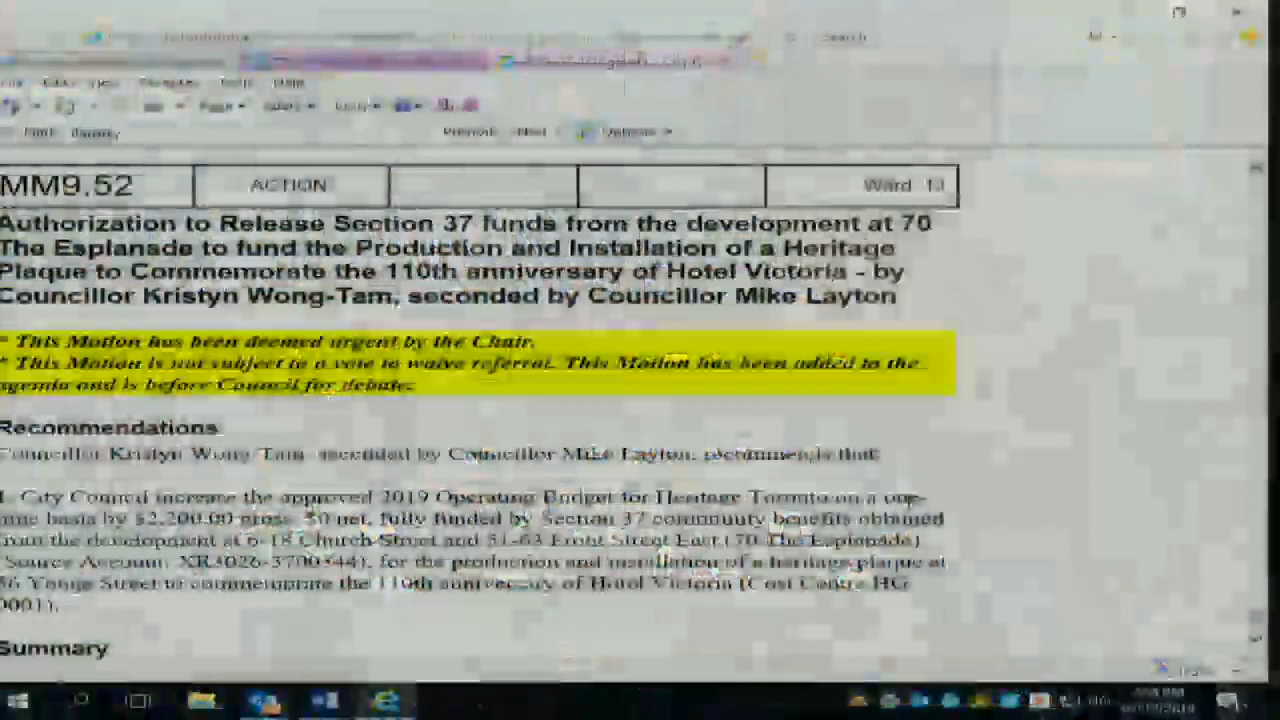 Search
MM9.52 ACTION Ward 13
Authorization to Release Section 37 funds from the development at 70
The Esplanade to fund the Production and Installation of a Heritage
Plaque to Commemorate the 110th anniversary of Hotel Victoria - by
Councillor Kristyn Wong-Tam, seconded by Councillor Mike Layton
* This Motion has been deemed urgent by the Chair.
* This Motion is not subject to a vote to waive referral. This Motion has been added to the
agenda and is before Council for debate.
Recommendations
Councillor Kristyn Wong-Tam, seconded by Councillor Mike Layton, recommends that:
1. City Council increase the approved 2019 Operating Budget for Heritage Toronto on a one-
time basis by $2,200.00 gross, $0 net, fully funded by Section 37 community benefits obtained
from the development at 6-18 Church Street and 51-63 Front Street East (70 The Esplanade)
Source Account: XR3026-3700344), for the production and installation of a heritage plaque at
56 Yonge Street to commemorate the 110th anniversary of Hotel Victoria (Cost Centre HG
0001).
Summary